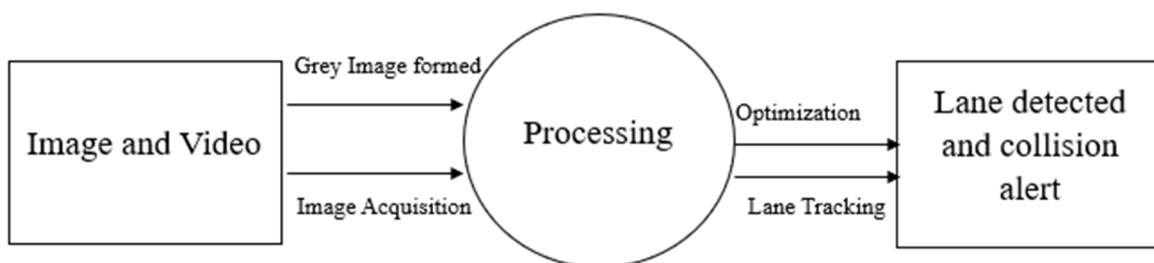 Image and Video
Grey Image formed
Image Acquisition
Processing
Optimization
Lane Tracking
Lane detected
and collision
alert